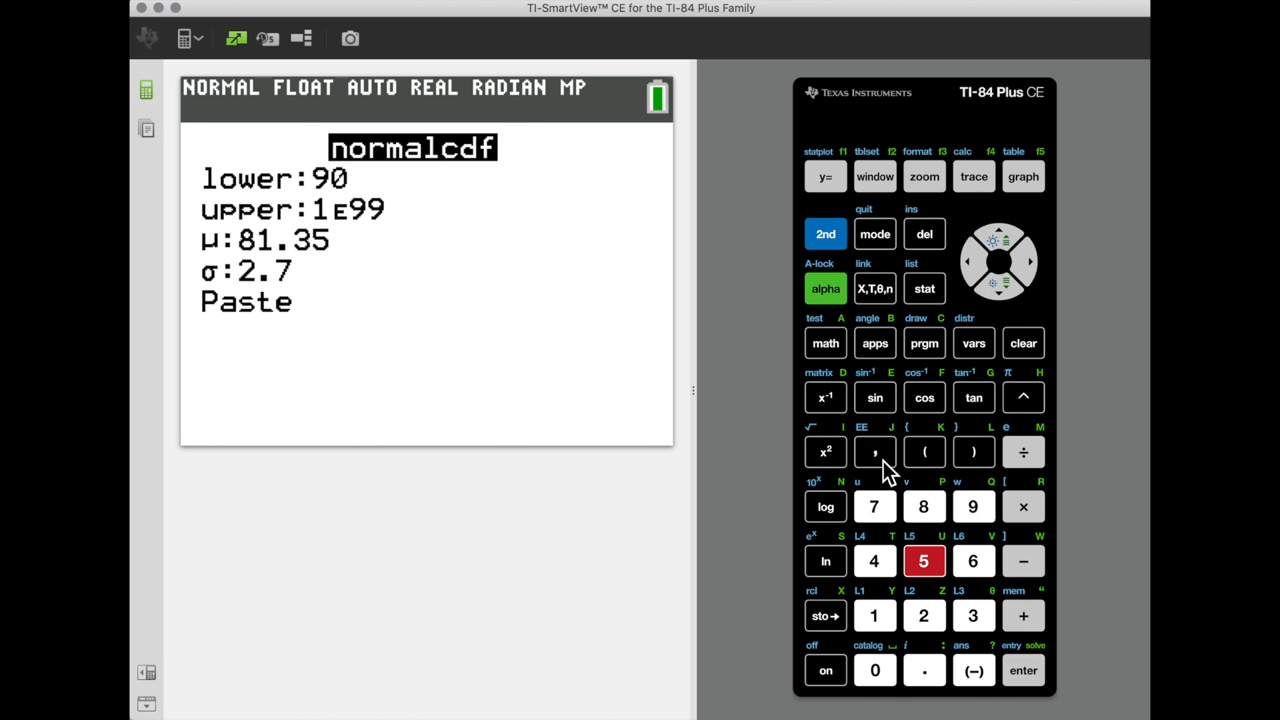 TI-SmartView™ CE for the TI-84 Plus Family
NORMAL FLOAT AUTO REAL RADIAN MP
normalcdf
lower:90
upper:1ᴇ99
μ:81.35
σ:2.7
Paste
TEXAS INSTRUMENTS TI-84 Plus CE
statplot f1 tblset f2 format f3 calc f4 table f5
y= window zoom trace graph
quit ins
2nd mode del
A-lock link list
alpha X,T,θ,n stat
test A angle B draw C distr
math apps prgm vars clear
matrix D sin⁻¹ E cos⁻¹ F tan⁻¹ G π H
x⁻¹ sin cos tan ^
√ I EE J { K } L e M
x² , ( ) ÷
10ˣ N u v P w Q [ R
log 7 8 9 ×
eˣ S L4 T L5 U L6 V ] W
ln 4 5 6 −
rcl X L1 Y L2 Z L3 θ mem “
sto→ 1 2 3 +
off catalog ⎵ i : ans ? entry solve
on 0 . (−) enter